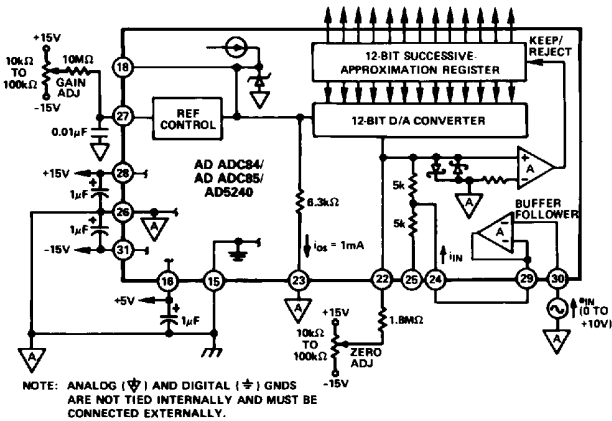 +15V
10kΩ
TO
100kΩ
-15V
10MΩ
GAIN
ADJ
18
27
0.01µF
A
REF
CONTROL
12-BIT SUCCESSIVE-
APPROXIMATION REGISTER
KEEP/
REJECT
12-BIT D/A CONVERTER
AD ADC84/
AD ADC85/
AD5240
+15V
28
+
1µF
26
A
+
1µF
-15V
31
6.3kΩ
iOS = 1mA
5k
5k
A
+
-
A
BUFFER
FOLLOWER
A
-
+
iIN
16
15
23
22
25
24
29
30
+5V
+
1µF
A
A
+15V
10kΩ
TO
100kΩ
-15V
1.8MΩ
ZERO
ADJ
eIN
(0 TO
+10V)
A
NOTE: ANALOG (A) AND DIGITAL (⏚) GNDS
ARE NOT TIED INTERNALLY AND MUST BE
CONNECTED EXTERNALLY.